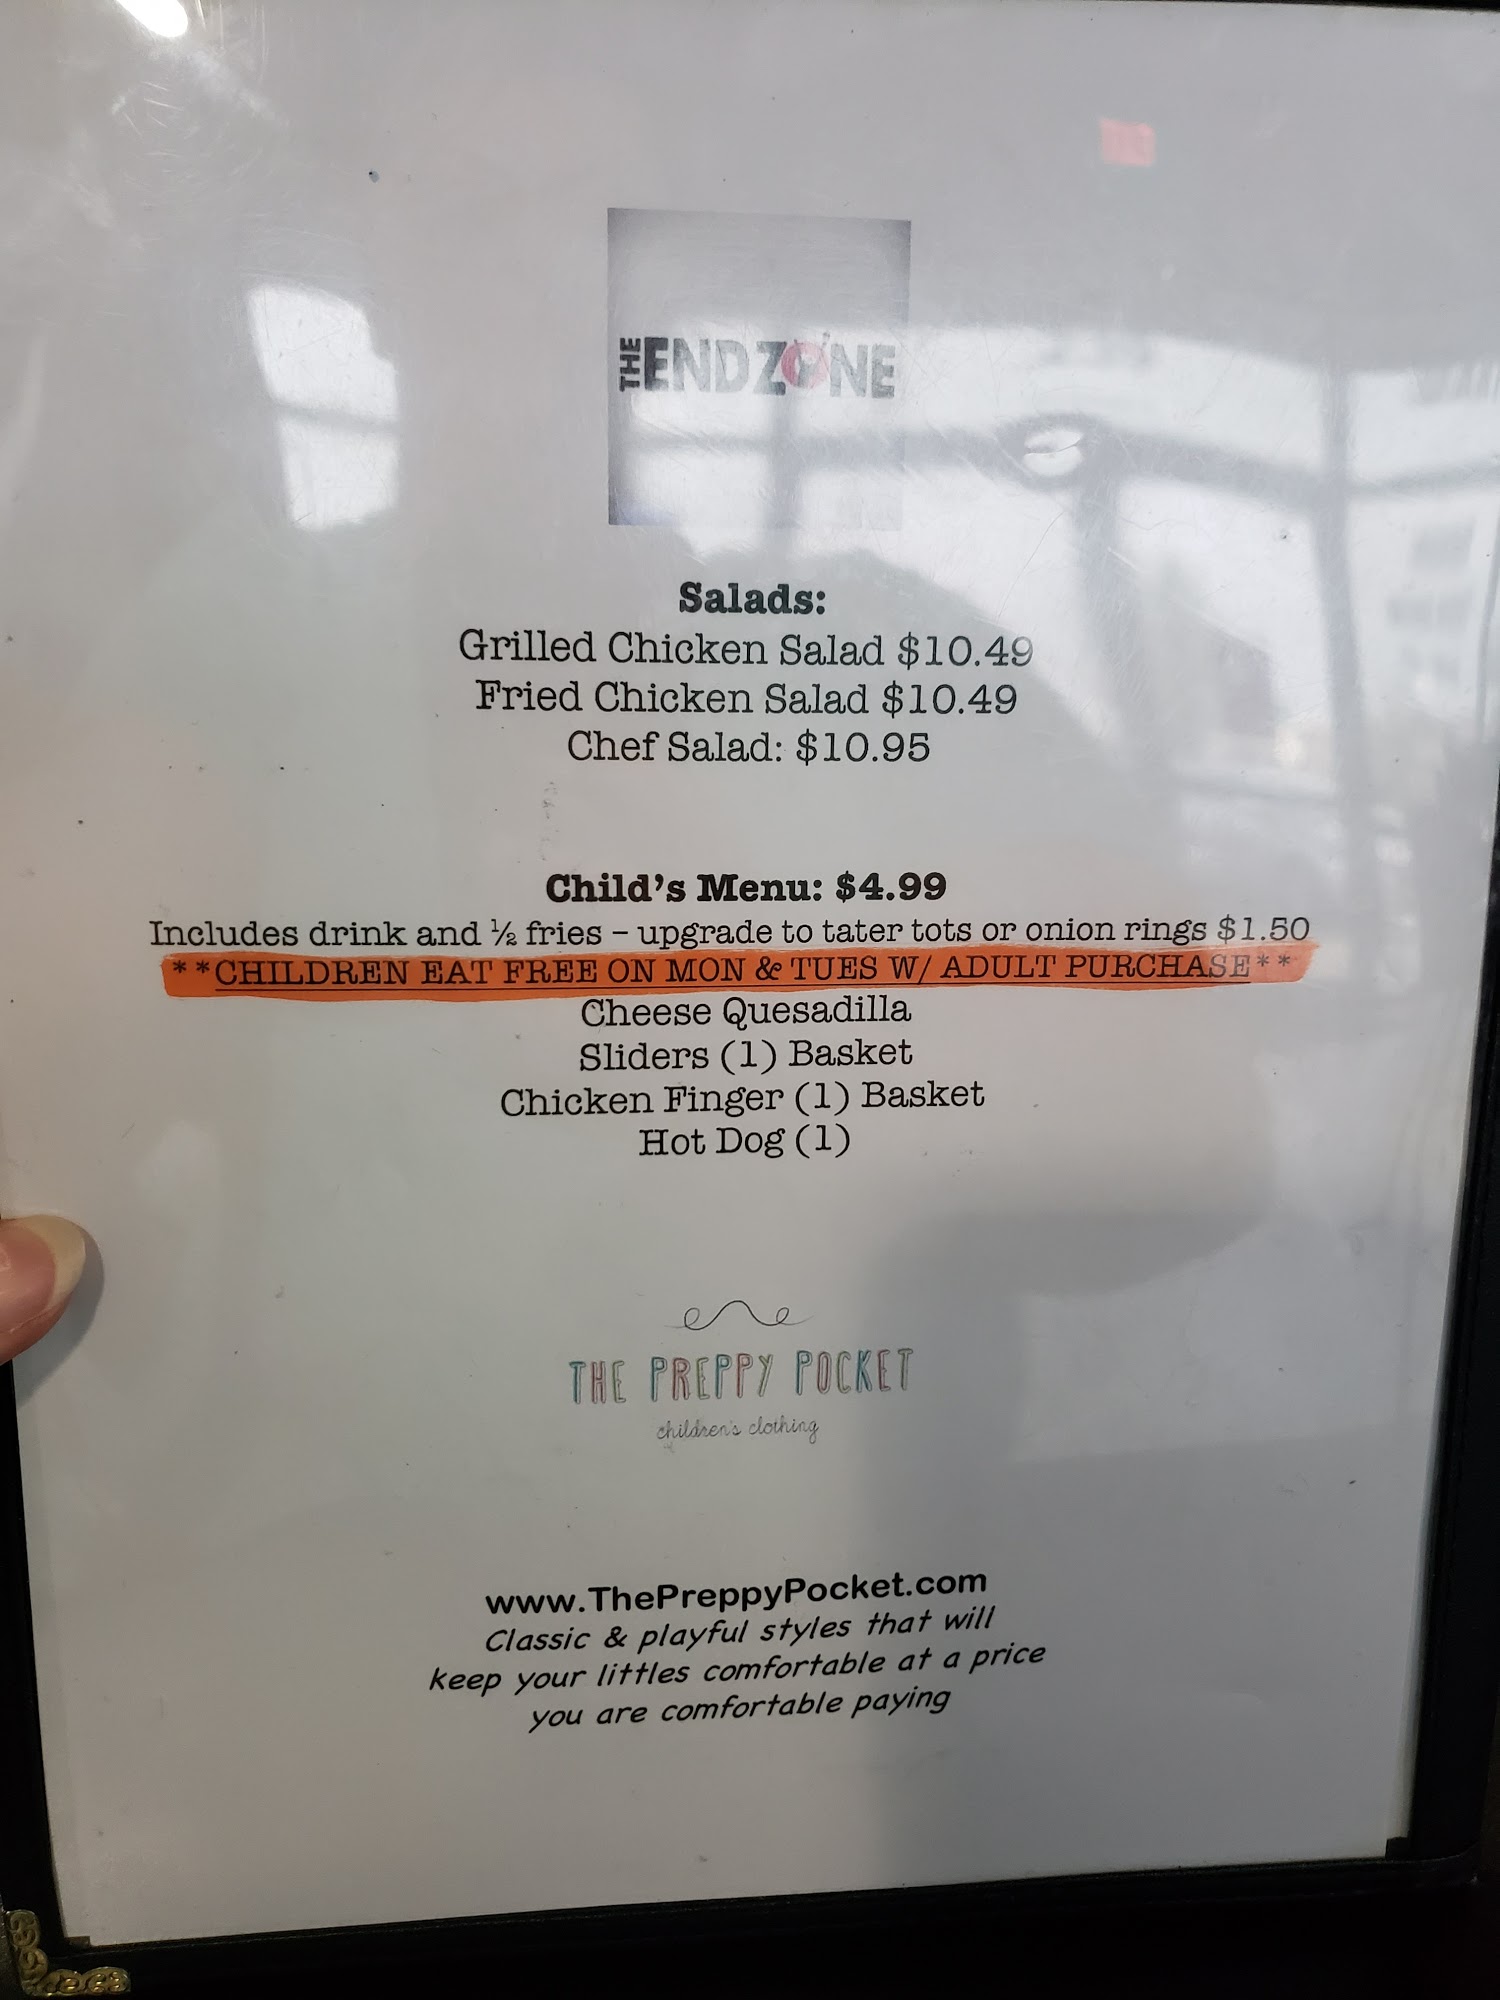 THE ENDZONE
Salads:
Grilled Chicken Salad $10.49
Fried Chicken Salad $10.49
Chef Salad: $10.95
Child's Menu: $4.99
Includes drink and ½ fries – upgrade to tater tots or onion rings $1.50
**CHILDREN EAT FREE ON MON & TUES W/ ADULT PURCHASE**
Cheese Quesadilla
Sliders (1) Basket
Chicken Finger (1) Basket
Hot Dog (1)
THE PREPPY POCKET
children's clothing
www.ThePreppyPocket.com
Classic & playful styles that will
keep your littles comfortable at a price
you are comfortable paying